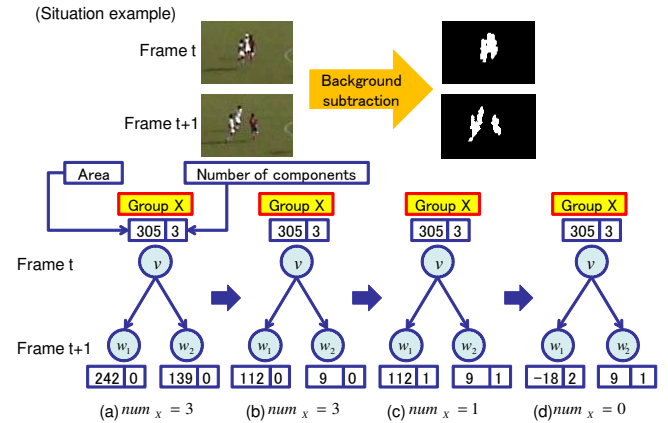 (Situation example)
Frame t
Background
subtraction
Frame t+1
Area
Number of components
Group X
Group X
Group X
Group X
305 3
305 3
305 3
305 3
Frame t
v
v
v
v
Frame t+1
w1
w2
w1
w2
w1
w2
w1
w2
242 0
139 0
112 0
9 0
112 1
9 1
-18 2
9 1
(a) num X = 3
(b) num X = 3
(c) num X = 1
(d) num X = 0